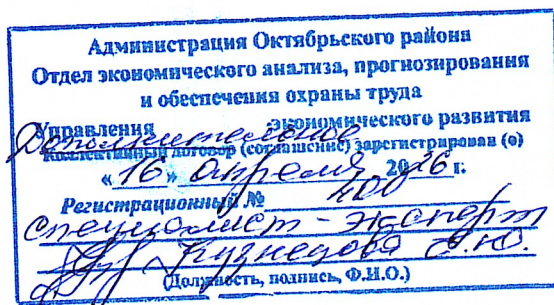 Администрация Октябрьского района
Отдел экономического анализа, прогнозирования
и обеспечения охраны труда
Управления экономического развития
Дополнительное
Коллективный договор (соглашение) зарегистрирован (о)
«16» апреля 2026 г.
Регистрационный № 400
специалист - эксперт
Кузнецова
(Должность, подпись, Ф.И.О.)